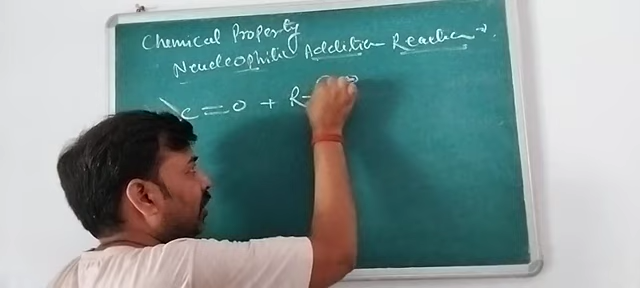 Chemical Property
Neucleophilic Addition Reaction
C=O + R-